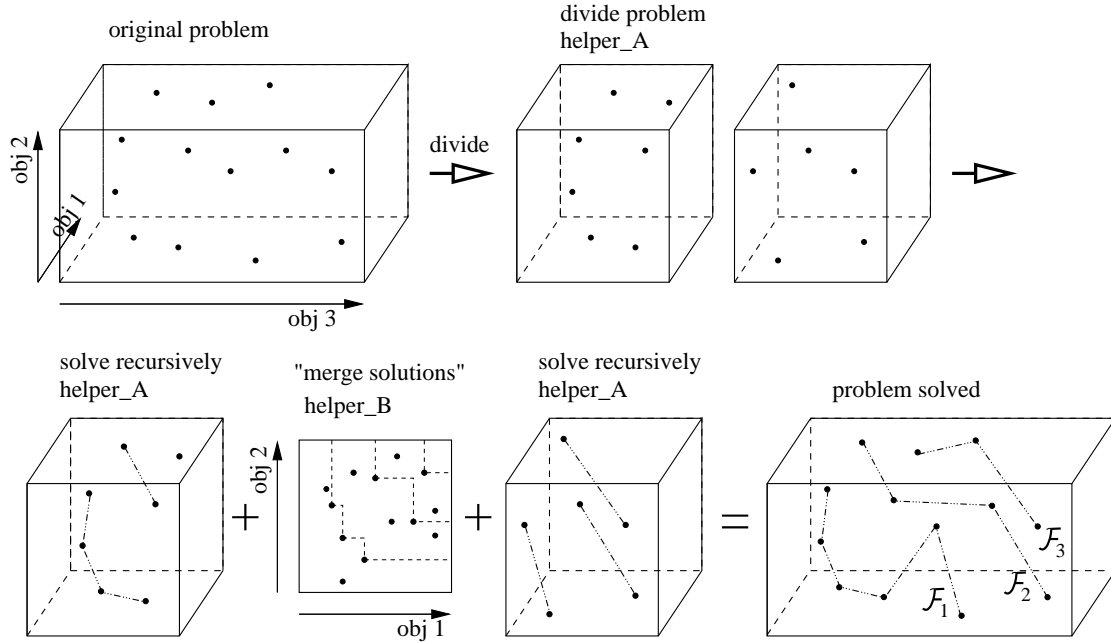 original problem
divide problem
helper_A
obj 2
obj 1
obj 3
divide
solve recursively
helper_A
"merge solutions"
helper_B
obj 2
obj 1
+
solve recursively
helper_A
+
=
problem solved
F1
F2
F3